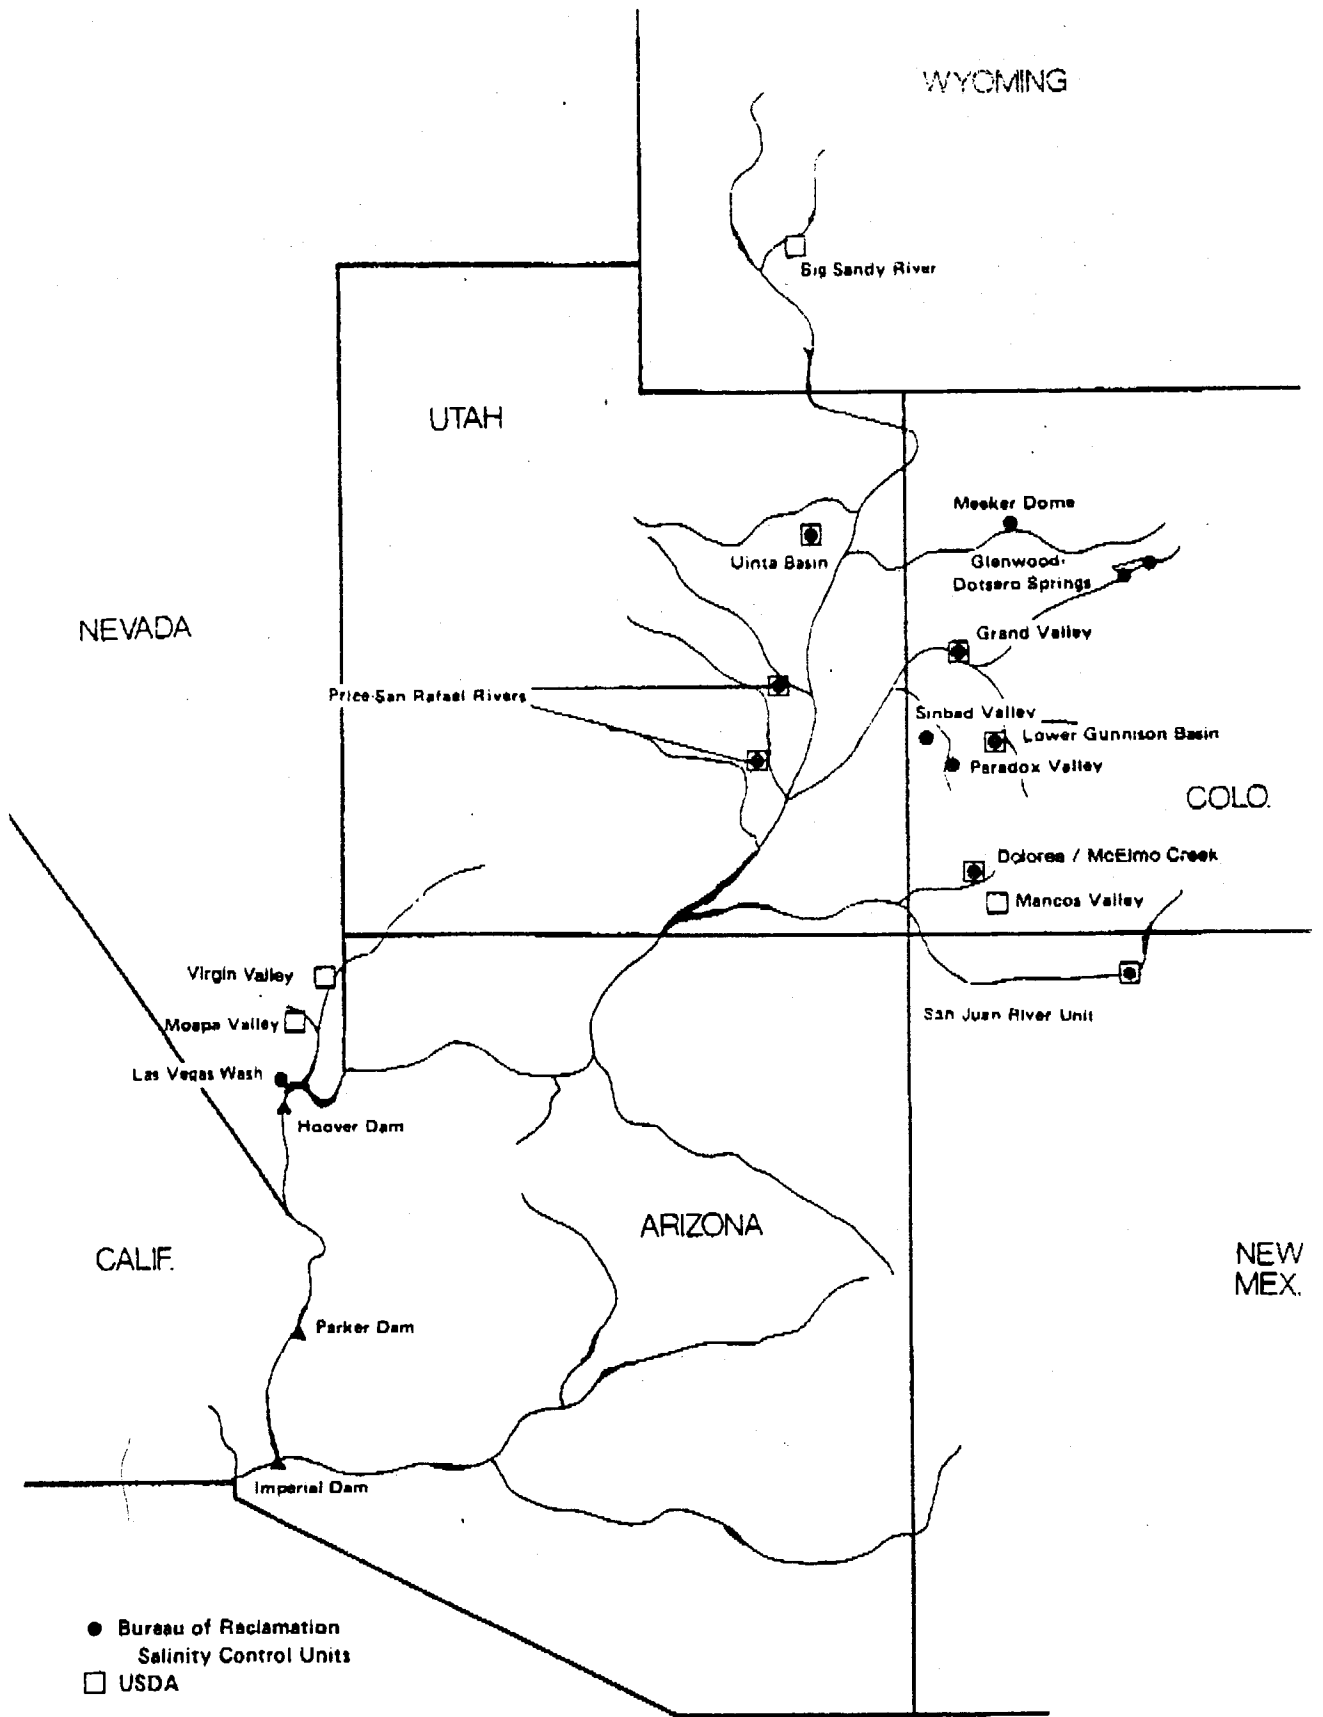 WYOMING
Big Sandy River
UTAH
Meeker Dome
Uinta Basin
Glenwood-
Dotsero Springs
NEVADA
Grand Valley
Price-San Rafael Rivers
Sinbad Valley
Lower Gunnison Basin
Paradox Valley
COLO.
Dolores / McElmo Creek
Mancos Valley
Virgin Valley
San Juan River Unit
Moapa Valley
Las Vegas Wash
Hoover Dam
ARIZONA
CALIF.
NEW
MEX.
Parker Dam
Imperial Dam
Bureau of Reclamation
Salinity Control Units
USDA